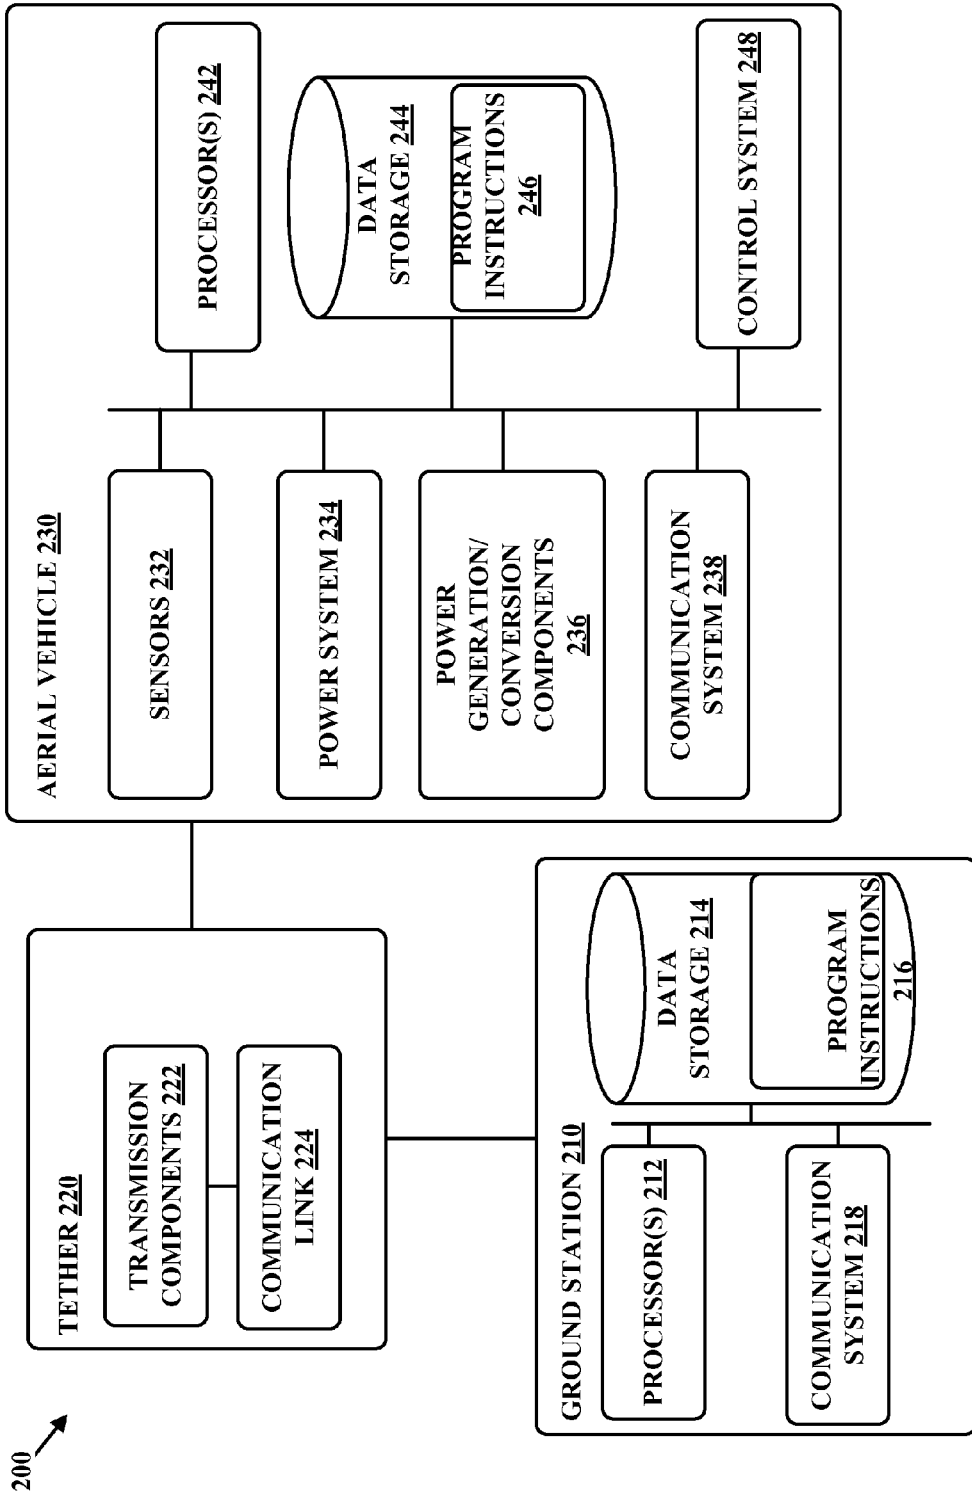 200
TETHER 220
TRANSMISSION
COMPONENTS 222
COMMUNICATION
LINK 224
GROUND STATION 210
PROCESSOR(S) 212
COMMUNICATION
SYSTEM 218
DATA
STORAGE 214
PROGRAM
INSTRUCTIONS
216
AERIAL VEHICLE 230
SENSORS 232
POWER SYSTEM 234
POWER
GENERATION/
CONVERSION
COMPONENTS
236
COMMUNICATION
SYSTEM 238
PROCESSOR(S) 242
DATA
STORAGE 244
PROGRAM
INSTRUCTIONS
246
CONTROL SYSTEM 248